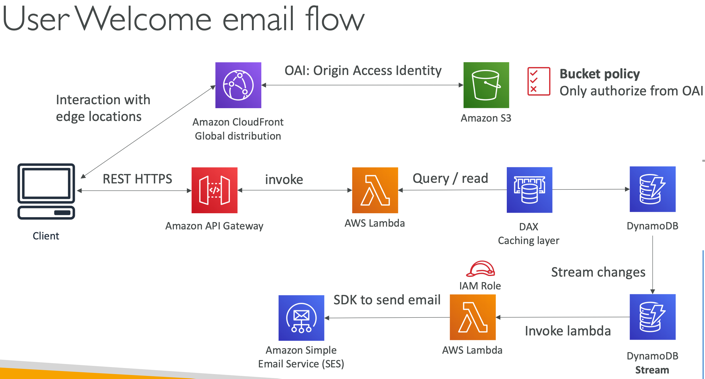 User Welcome email flow
OAI: Origin Access Identity
Bucket policy
Only authorize from OAI
Interaction with
edge locations
Amazon CloudFront
Global distribution
Amazon S3
REST HTTPS
invoke
Query / read
Client
Amazon API Gateway
AWS Lambda
DAX
Caching layer
DynamoDB
Stream changes
IAM Role
SDK to send email
Invoke lambda
Amazon Simple
Email Service (SES)
AWS Lambda
DynamoDB
Stream